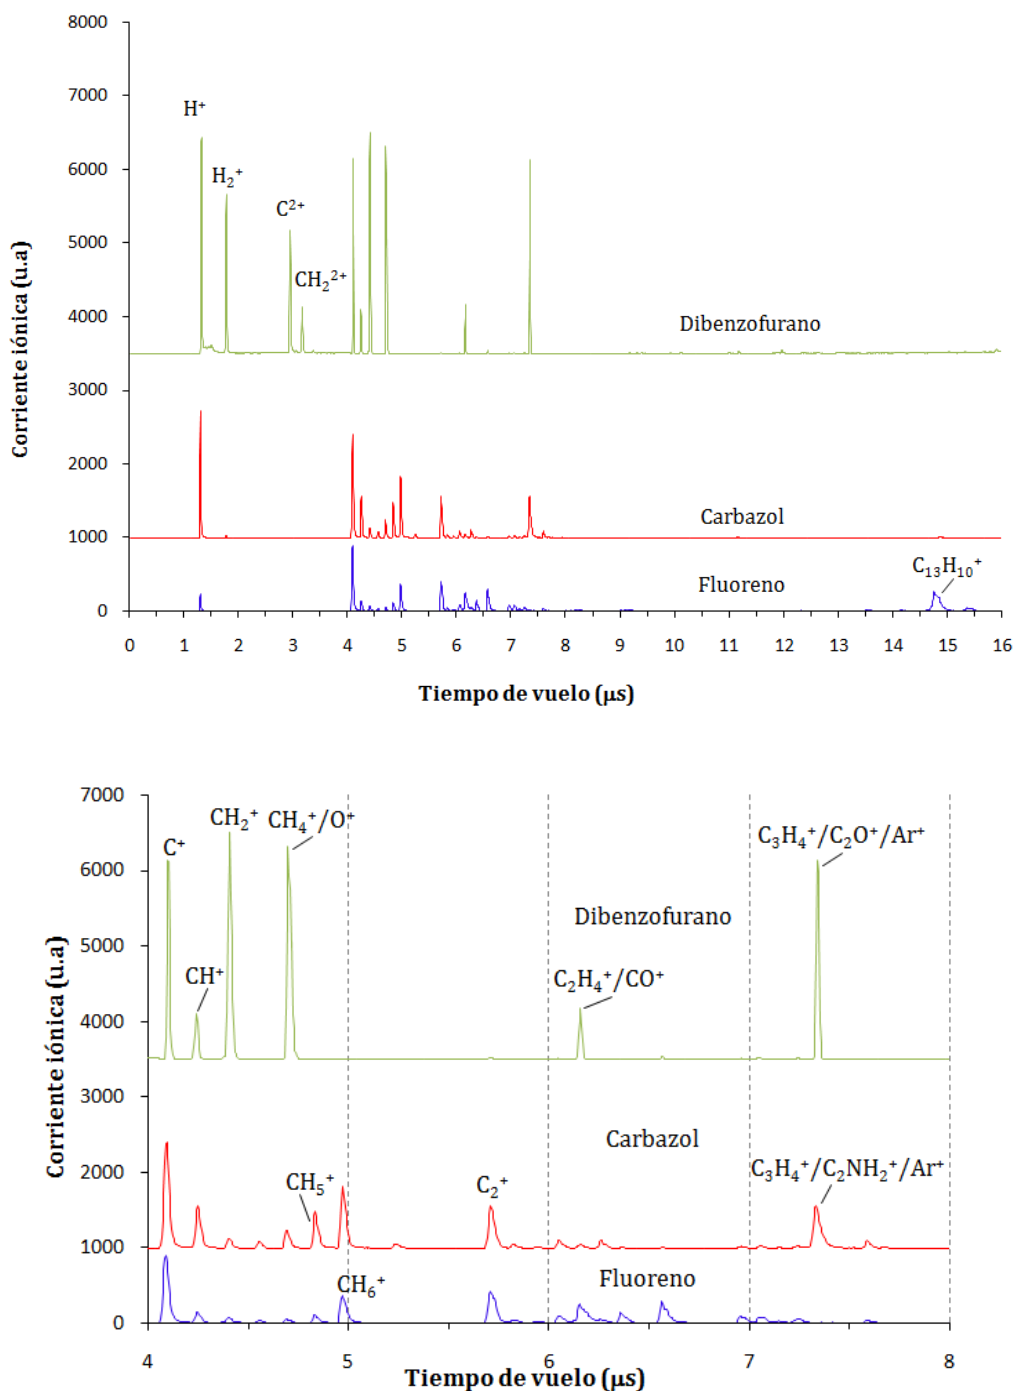 8000
7000
6000
5000
4000
3000
2000
1000
0
Corriente iónica (u.a)
H⁺
H₂⁺
C²⁺
CH₂²⁺
Dibenzofurano
Carbazol
Fluoreno
C₁₃H₁₀⁺
0 1 2 3 4 5 6 7 8 9 10 11 12 13 14 15 16
Tiempo de vuelo (μs)
7000
6000
5000
4000
3000
2000
1000
0
Corriente iónica (u.a)
C⁺
CH⁺
CH₂⁺
CH₄⁺/O⁺
C₃H₄⁺/C₂O⁺/Ar⁺
Dibenzofurano
C₂H₄⁺/CO⁺
Carbazol
CH₅⁺
C₂⁺
C₃H₄⁺/C₂NH₂⁺/Ar⁺
CH₆⁺
Fluoreno
4 5 6 7 8
Tiempo de vuelo (μs)